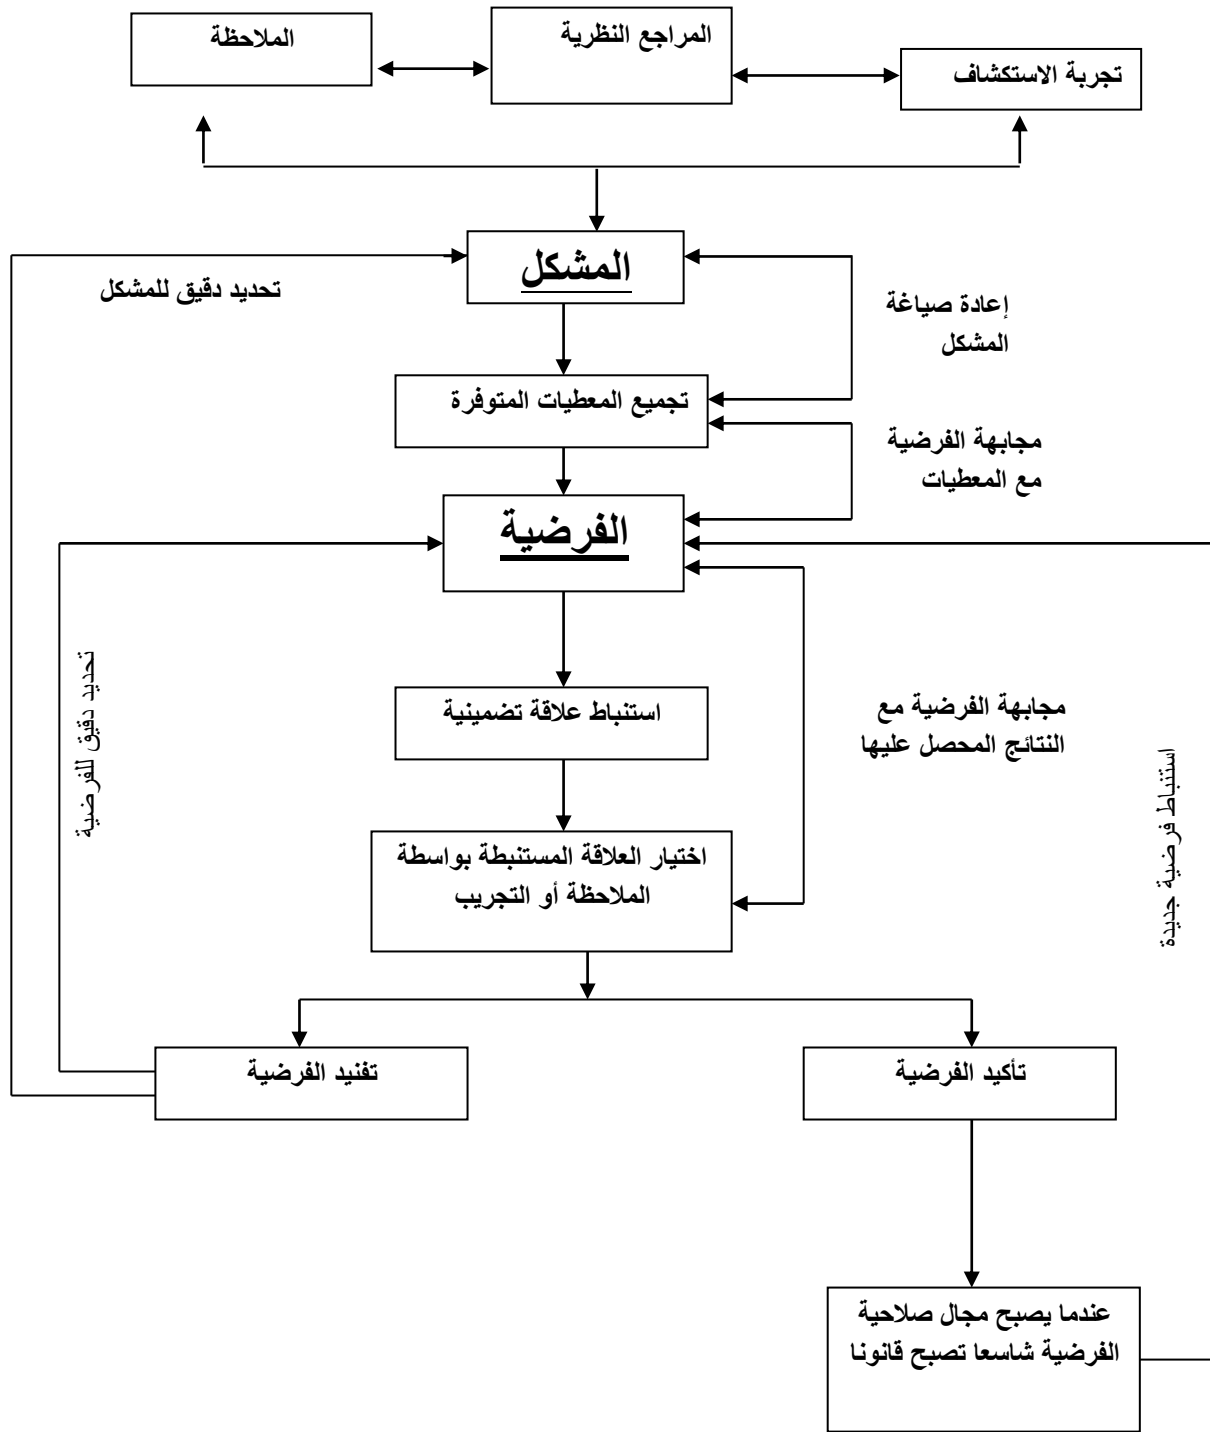 الملاحظة
المراجع النظرية
تجربة الاستكشاف
المشكل
تحديد دقيق للمشكل
إعادة صياغة
المشكل
تجميع المعطيات المتوفرة
مجابهة الفرضية
مع المعطيات
الفرضية
تحديد دقيق للفرضية
استنباط علاقة تضمينية
مجابهة الفرضية مع
النتائج المحصل عليها
استنباط فرضية جديدة
اختيار العلاقة المستنبطة بواسطة
الملاحظة أو التجريب
تفنيد الفرضية
تأكيد الفرضية
عندما يصبح مجال صلاحية
الفرضية شاسعا تصبح قانونا